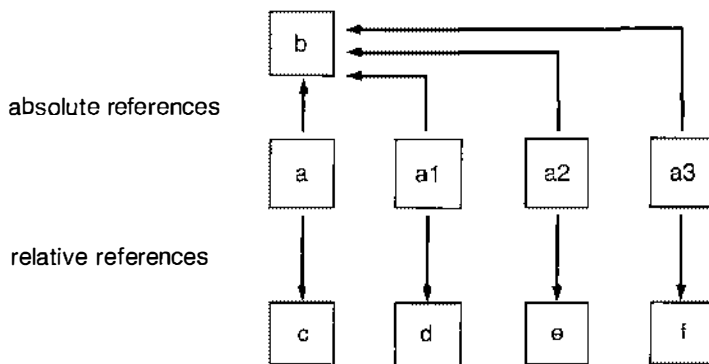 b
absolute references
a a1 a2 a3
relative references
c d e f